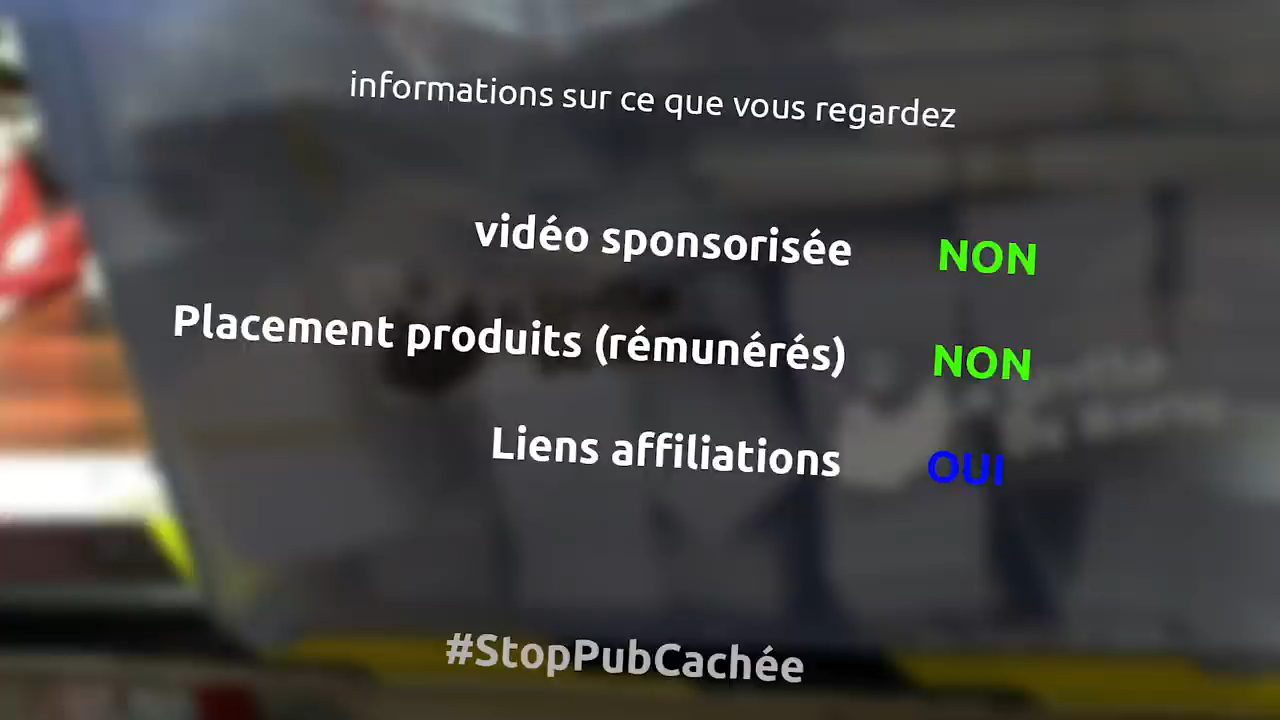 informations sur ce que vous regardez
vidéo sponsorisée NON
Placement produits (rémunérés) NON
Liens affiliations OUI
#StopPubCachée